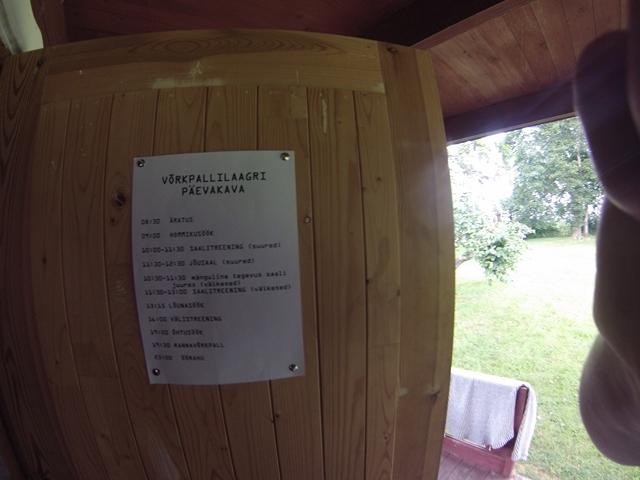 VÕRKPALLILAAGRI
PÄEVAKAVA
08:30 ÄRATUS
09:00 HOMMIKUSÖÖK
10:00-11:30 SAALITREENING (suured)
11:30-12:30 JÕUSAAL (suured)
10:30-11:30 mänguline tegevus saali
juures (väikesed)
11:30-13:00 SAALITREENING (väikesed)
13:15 LÕUNASÖÖK
16:00 VÄLISTREENING
19:00 ÕHTUSÖÖK
19:30 RANNAVÕRKPALL
23:00 ÖÖRAHU